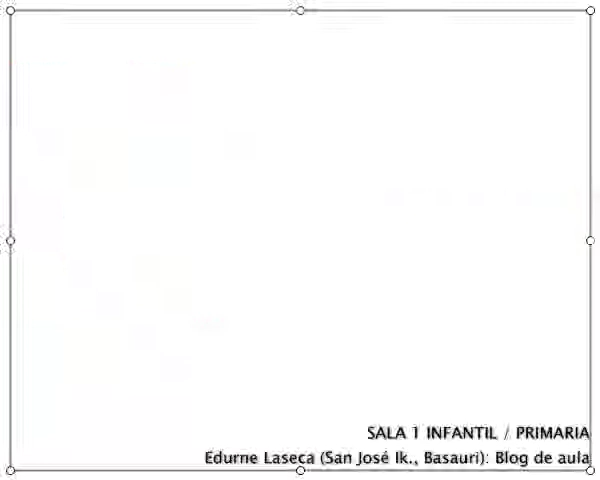 SALA 1 INFANTIL / PRIMARIA
Edurne Laseca (San José Ik., Basauri): Blog de aula